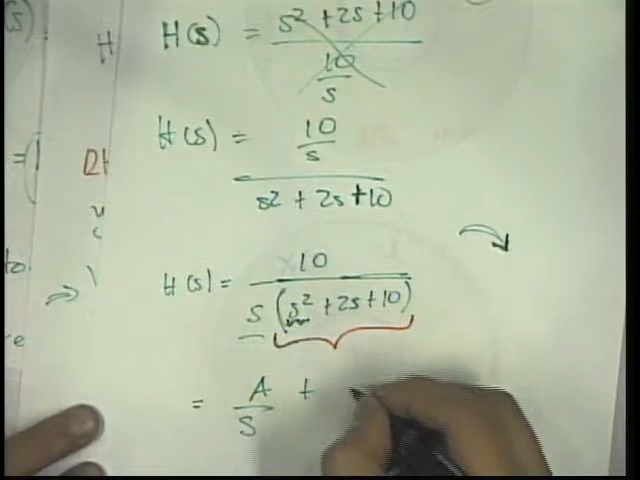 H(s) = s² + 2s + 10 / 10/s
H
H(s) = 10/s / s² + 2s + 10
H(s) = 10 / s (s² + 2s + 10)
= A/s +